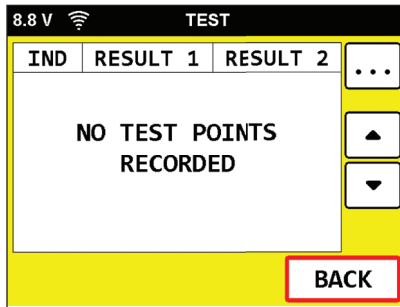 8.8 V TEST
IND RESULT 1 RESULT 2 ...
NO TEST POINTS
RECORDED
BACK